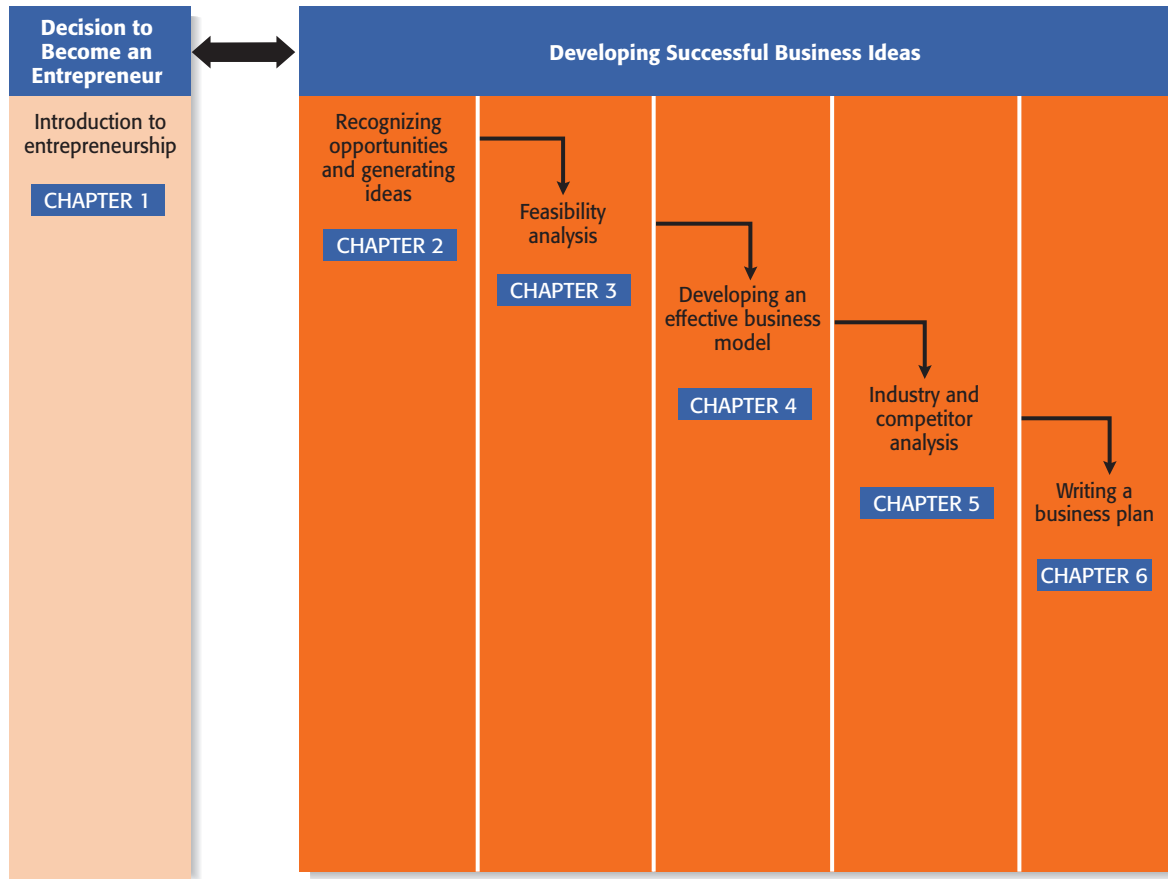 Decision to
Become an
Entrepreneur
Developing Successful Business Ideas
Introduction to
entrepreneurship
CHAPTER 1
Recognizing
opportunities
and generating
ideas
CHAPTER 2
Feasibility
analysis
CHAPTER 3
Developing an
effective business
model
CHAPTER 4
Industry and
competitor
analysis
CHAPTER 5
Writing a
business plan
CHAPTER 6